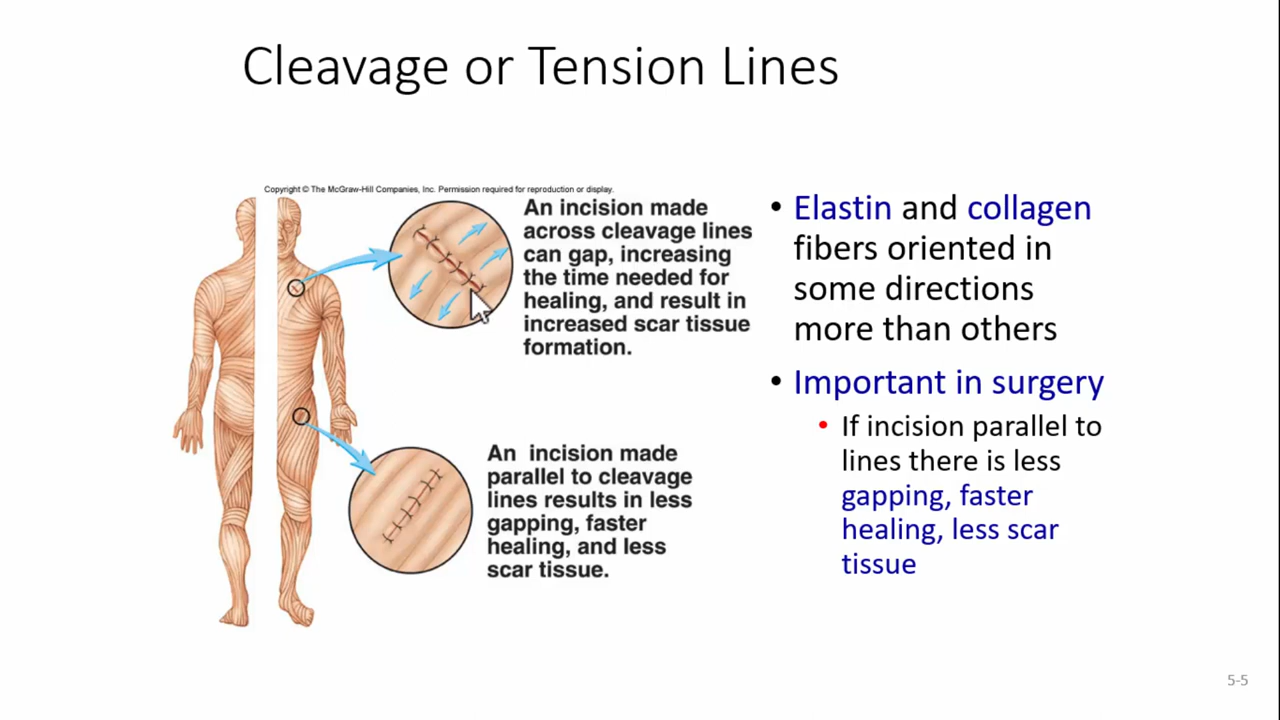 Cleavage or Tension Lines
Copyright © The McGraw-Hill Companies, Inc. Permission required for reproduction or display.
An incision made
across cleavage lines
can gap, increasing
the time needed for
healing, and result in
increased scar tissue
formation.
An incision made
parallel to cleavage
lines results in less
gapping, faster
healing, and less
scar tissue.
• Elastin and collagen
fibers oriented in
some directions
more than others
• Important in surgery
• If incision parallel to
lines there is less
gapping, faster
healing, less scar
tissue
5-5